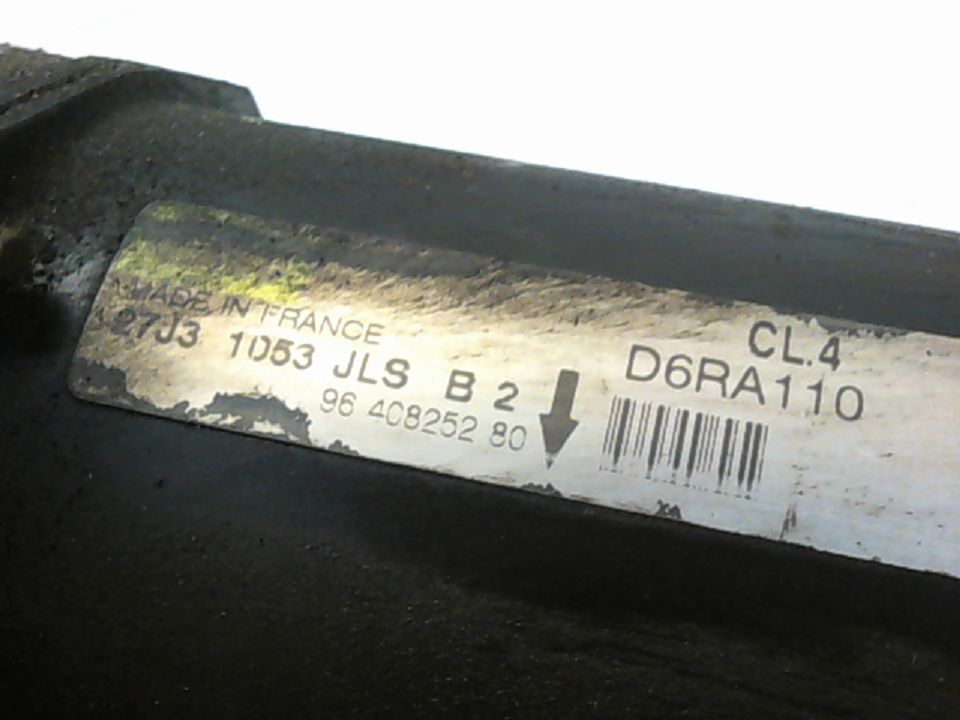 MADE IN FRANCE
27J3 1053 JLS B 2
96 408252 80
CL.4
D6RA110